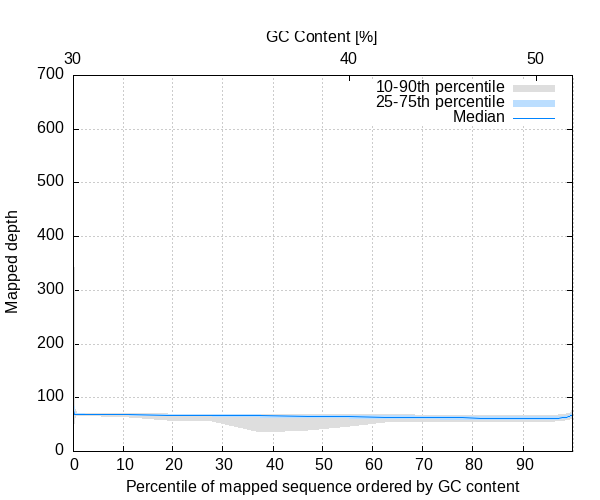 GC Content [%]
30 40 50
700
10-90th percentile
25-75th percentile
Median
600
500
400
300
200
100
0
Mapped depth
0 10 20 30 40 50 60 70 80 90
Percentile of mapped sequence ordered by GC content